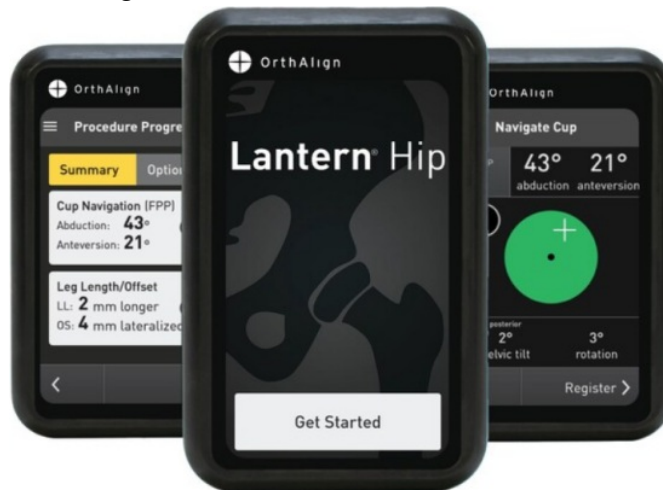 OrthAlign
Procedure Progre
Summary Optio
Cup Navigation (FPP)
Abduction: 43°
Anteversion: 21°
Leg Length/Offset
LL: 2 mm longer
OS: 4 mm lateralized
OrthAlign
Lantern® Hip
Get Started
OrthAlign
Navigate Cup
43° 21°
abduction anteversion
posterior
2° 3°
elvic tilt rotation
Register